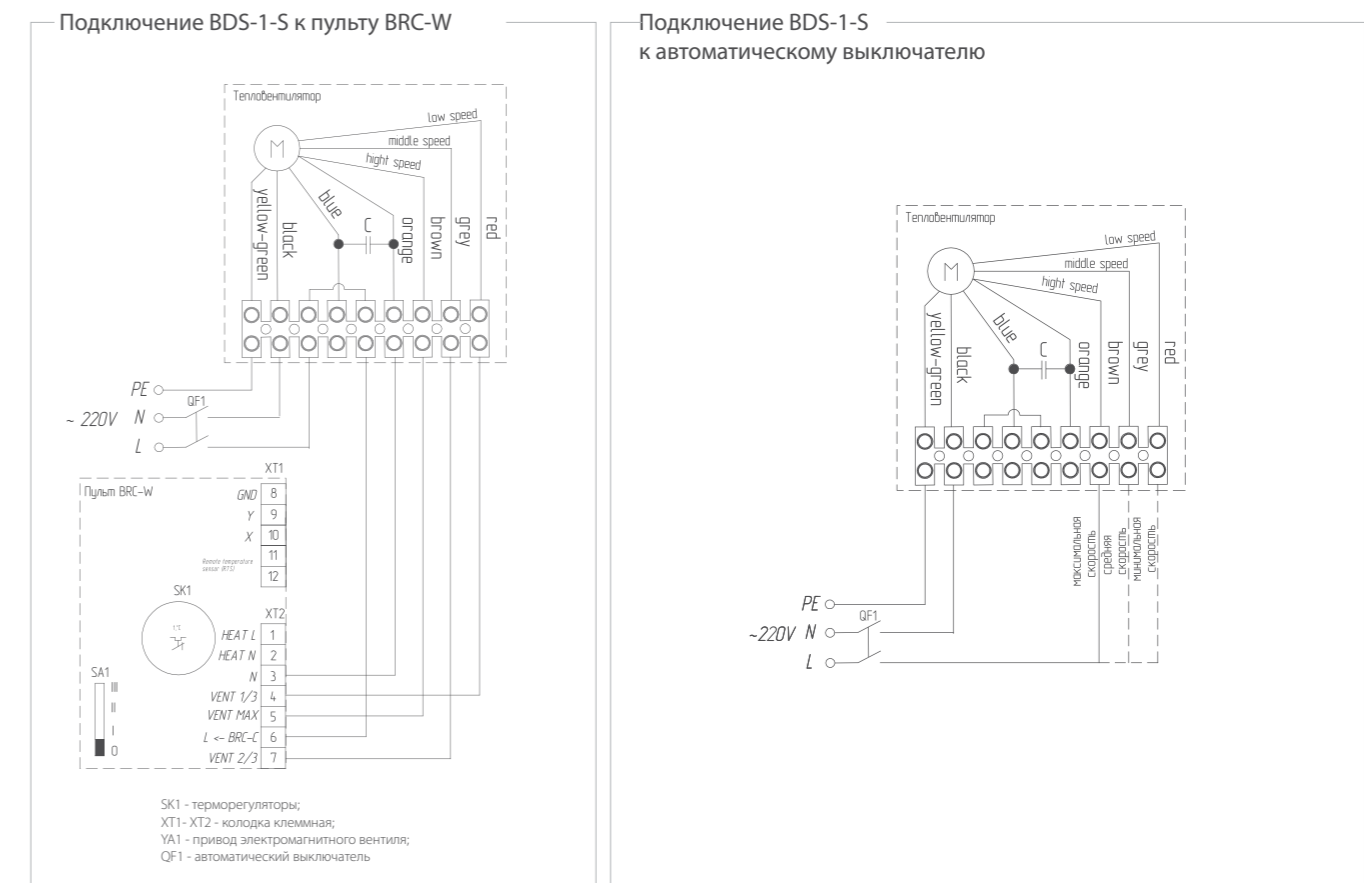 Подключение BDS-1-S к пульту BRC-W
Тепловентилятор
low speed
middle speed
hight speed
M
yellow-green
black
blue
C
orange
brown
grey
red
PE
QF1
~ 220V N
L
XT1
Пульт BRC-W
GND 8
Y 9
X 10
Remote temperature
sensor (RTS)
11
12
SK1
t°C
XT2
HEAT L 1
HEAT N 2
N 3
VENT 1/3 4
VENT MAX 5
L <- BRC-C 6
VENT 2/3 7
SA1
III
II
I
0
SK1 - терморегуляторы;
XT1- XT2 - колодка клеммная;
YA1 - привод электромагнитного вентиля;
QF1 - автоматический выключатель
Подключение BDS-1-S
к автоматическому выключателю
Тепловентилятор
low speed
middle speed
hight speed
M
yellow-green
black
blue
C
orange
brown
grey
red
максимальная
скорость
средняя
скорость
минимальная
скорость
PE
QF1
~220V N
L